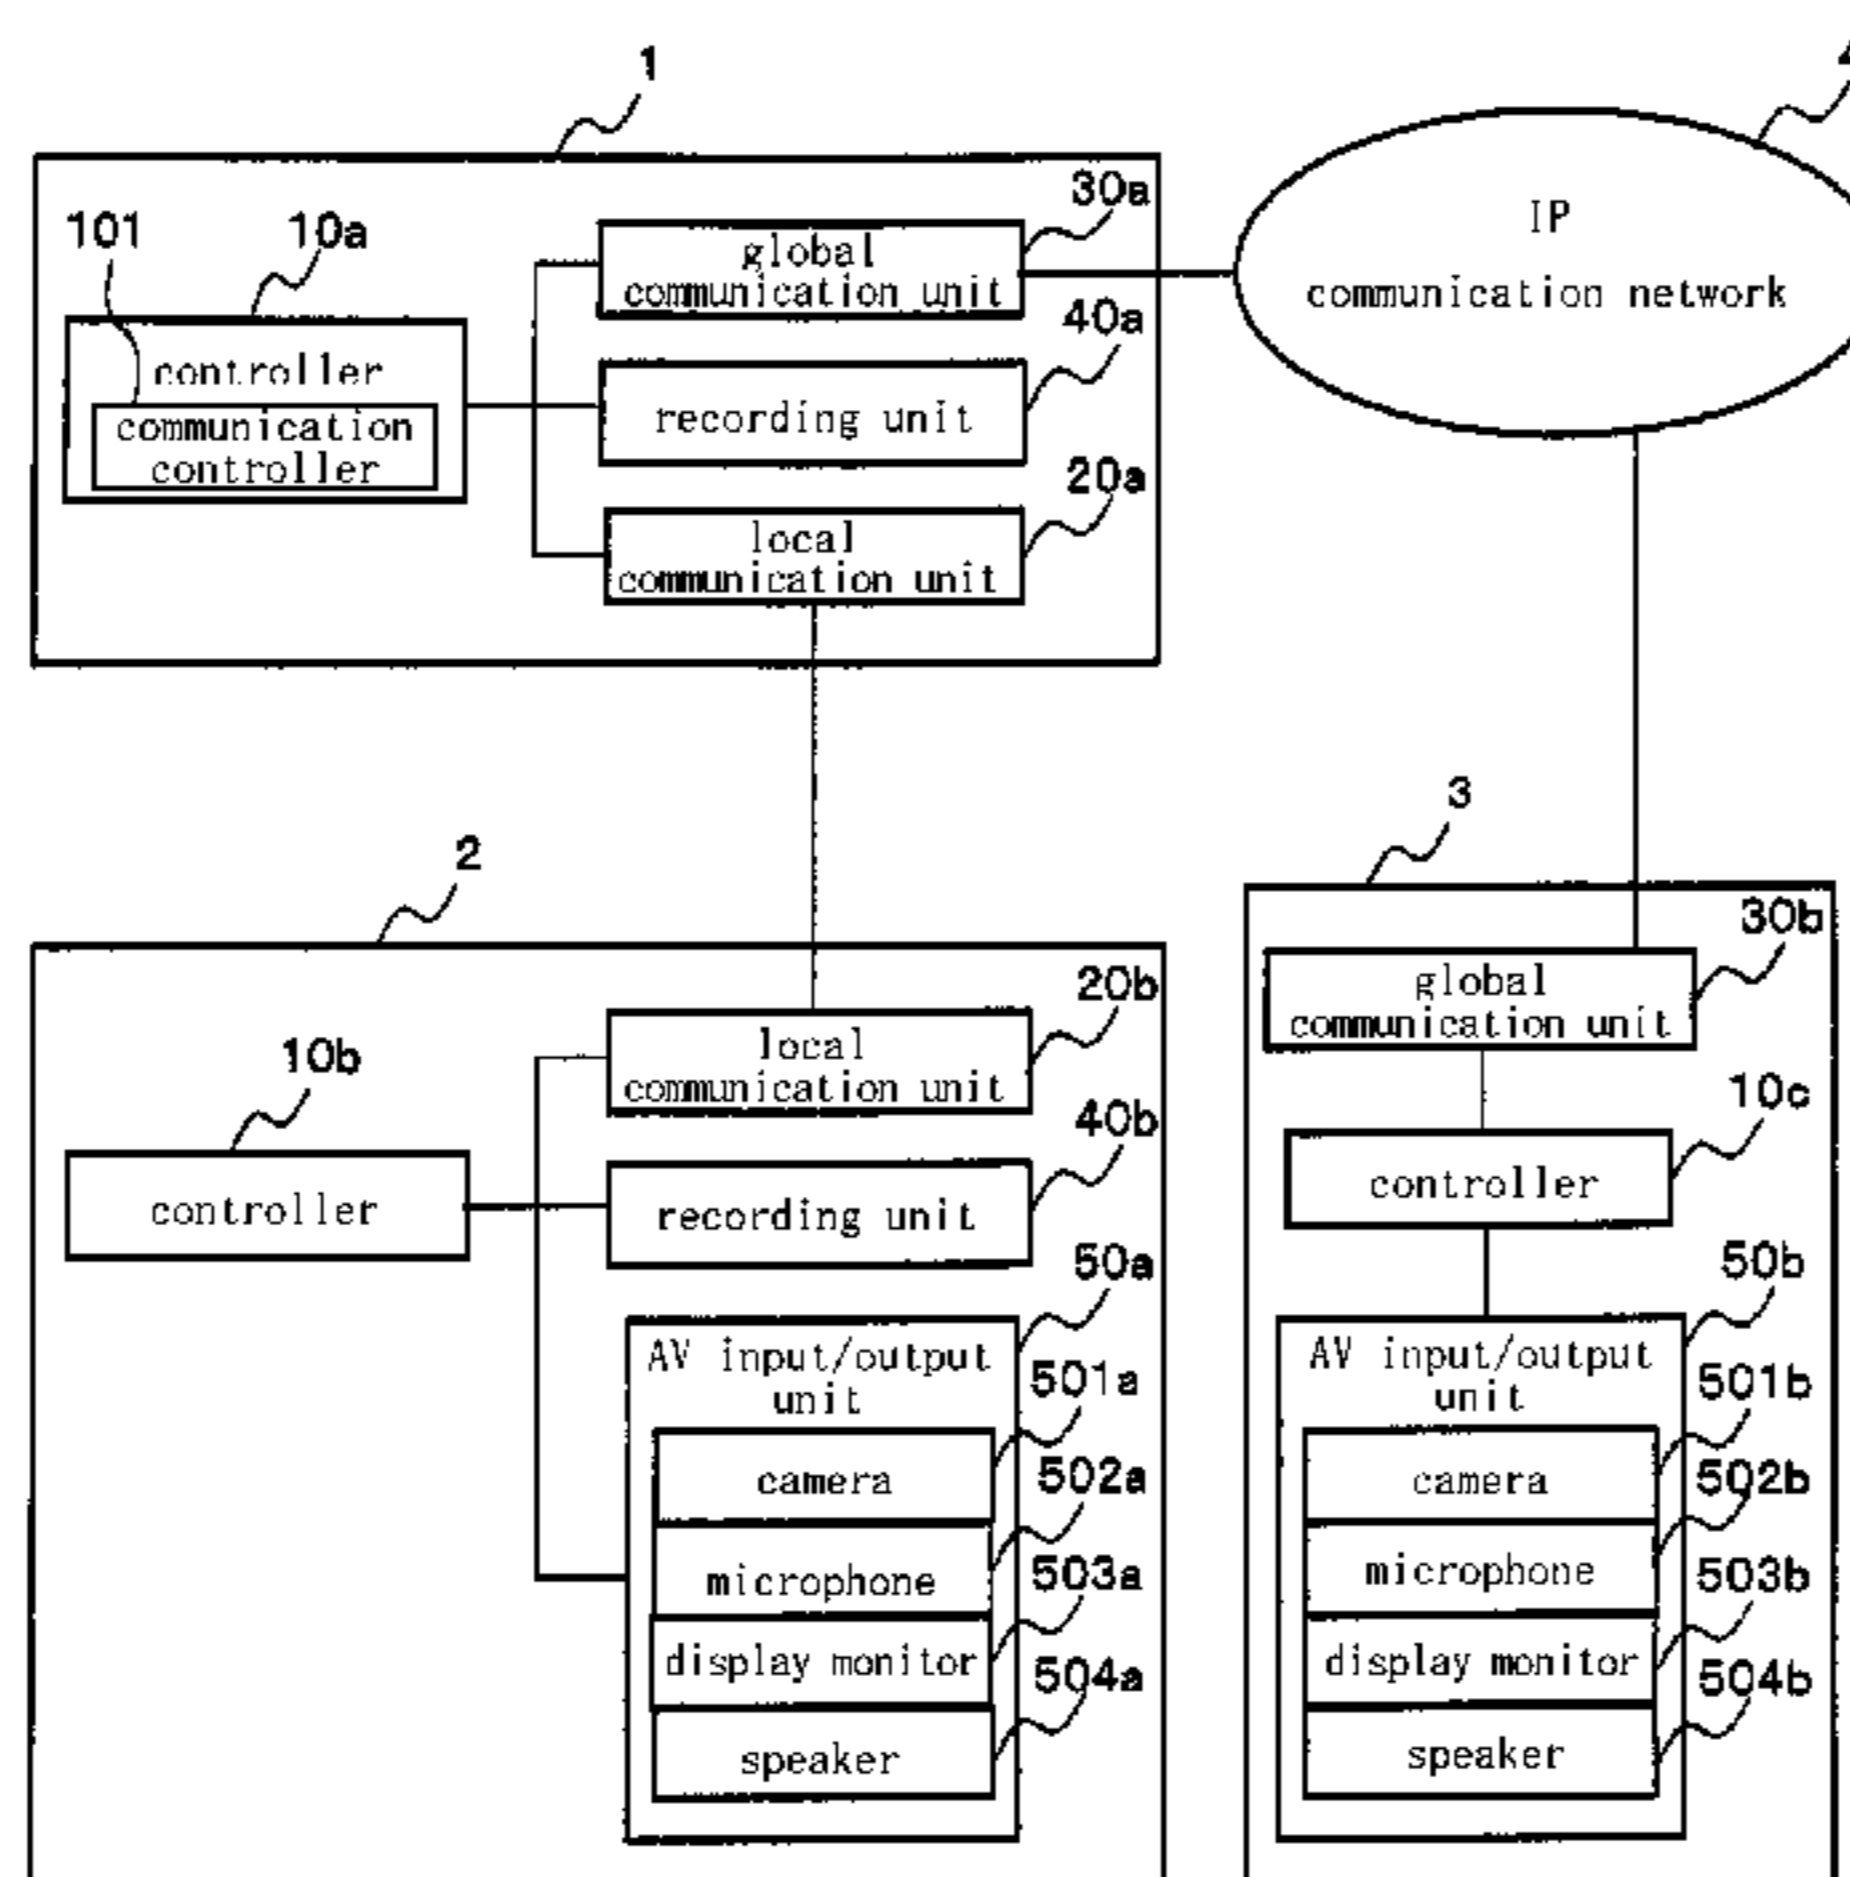 1
30a
101
10a
global
communication unit
IP
communication network
40a
controller
communication
controller
recording unit
20a
local
communication unit
3
2
30b
20b
global
communication unit
10b
local
communication unit
10c
40b
controller
controller
recording unit
50a
50b
AV input/output
unit
AV input/output
unit
501a
501b
camera
camera
502a
502b
microphone
microphone
503a
503b
display monitor
display monitor
504a
504b
speaker
speaker